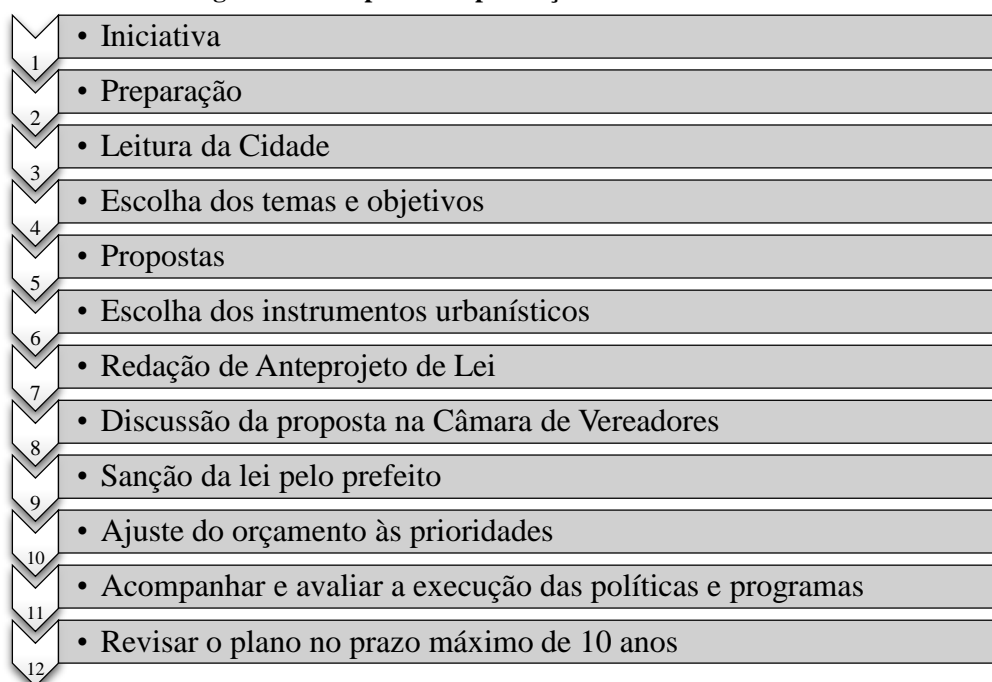 • Iniciativa
1
• Preparação
2
• Leitura da Cidade
3
• Escolha dos temas e objetivos
4
• Propostas
5
• Escolha dos instrumentos urbanísticos
6
• Redação de Anteprojeto de Lei
7
• Discussão da proposta na Câmara de Vereadores
8
• Sanção da lei pelo prefeito
9
• Ajuste do orçamento às prioridades
10
• Acompanhar e avaliar a execução das políticas e programas
11
• Revisar o plano no prazo máximo de 10 anos
12